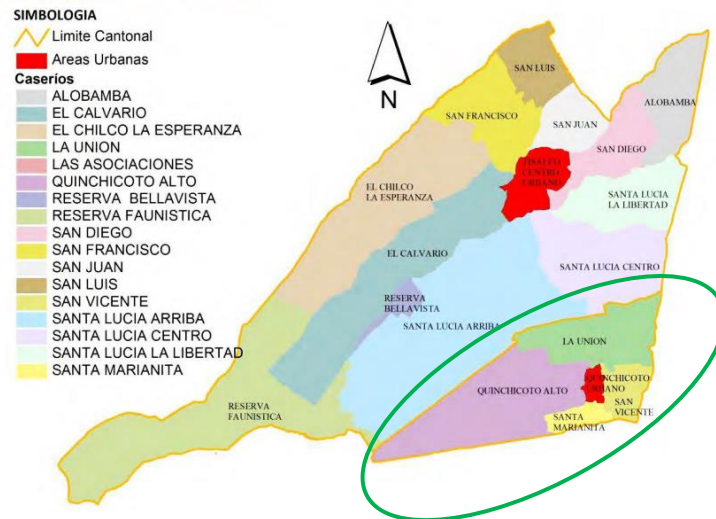 SIMBOLOGIA
Limite Cantonal
Areas Urbanas
Caseríos
ALOBAMBA
EL CALVARIO
EL CHILCO LA ESPERANZA
LA UNION
LAS ASOCIACIONES
QUINCHICOTO ALTO
RESERVA BELLAVISTA
RESERVA FAUNISTICA
SAN DIEGO
SAN FRANCISCO
SAN JUAN
SAN LUIS
SAN VICENTE
SANTA LUCIA ARRIBA
SANTA LUCIA CENTRO
SANTA LUCIA LA LIBERTAD
SANTA MARIANITA
N
SAN LUIS
ALOBAMBA
SAN FRANCISCO
SAN JUAN
SAN DIEGO
TISALEO
CENTRO
URBANO
EL CHILCO
LA ESPERANZA
SANTA LUCIA
LA LIBERTAD
EL CALVARIO
SANTA LUCIA CENTRO
RESERVA
BELLAVISTA
SANTA LUCIA ARRIBA
LA UNION
QUINCHICOTO ALTO
QUINCHICOTO
URBANO
SAN
VICENTE
SANTA
MARIANITA
RESERVA
FAUNISTICA